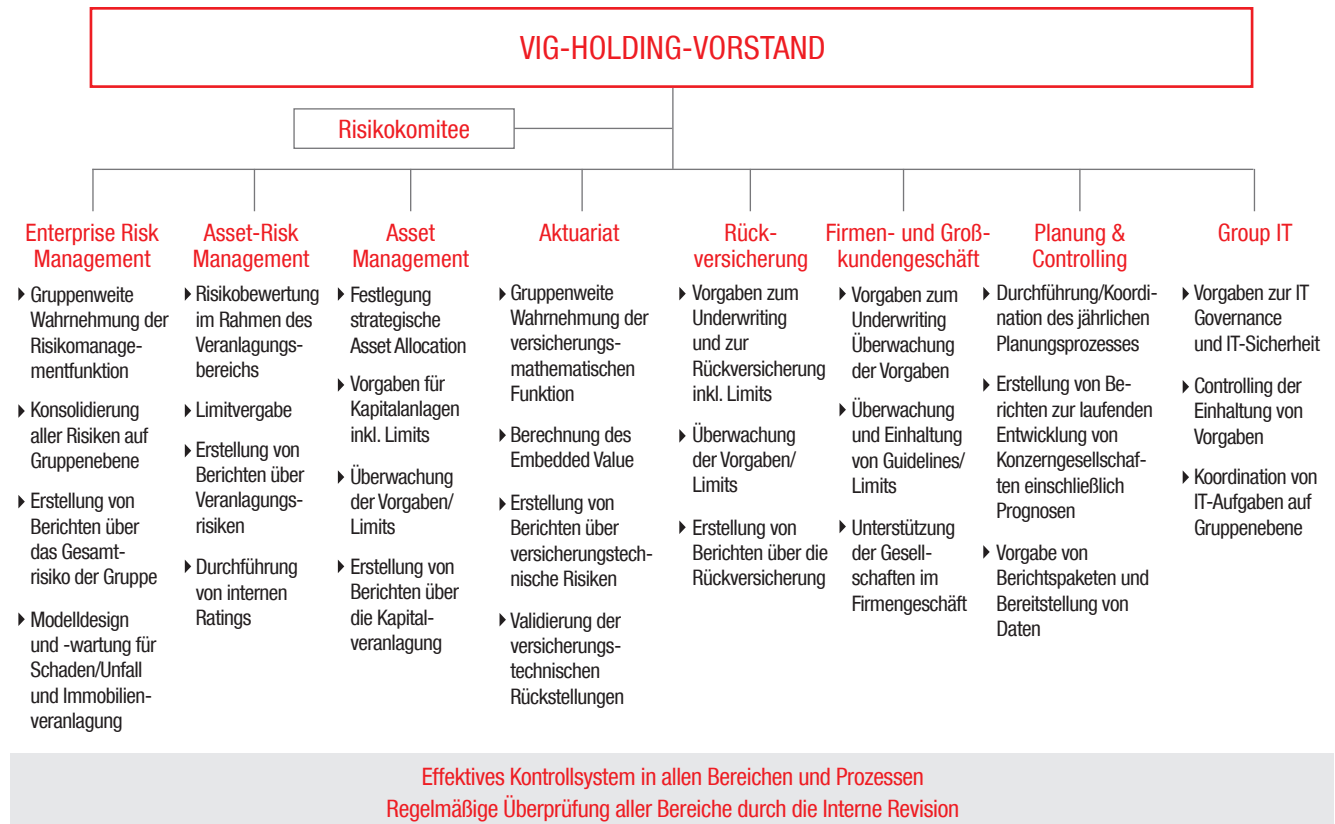 VIG-HOLDING-VORSTAND
Risikokomitee
Enterprise Risk
Management
▸ Gruppenweite
Wahrnehmung der
Risikomanage-
mentfunktion
▸ Konsolidierung
aller Risiken auf
Gruppenebene
▸ Erstellung von
Berichten über
das Gesamt-
risiko der Gruppe
▸ Modelldesign
und -wartung für
Schaden/Unfall
und Immobilien-
veranlagung
Asset-Risk
Management
▸ Risikobewertung
im Rahmen des
Veranlagungs-
bereichs
▸ Limitvergabe
▸ Erstellung von
Berichten über
Veranlagungs-
risiken
▸ Durchführung
von internen
Ratings
Asset
Management
▸ Festlegung
strategische
Asset Allocation
▸ Vorgaben für
Kapitalanlagen
inkl. Limits
▸ Überwachung
der Vorgaben/
Limits
▸ Erstellung von
Berichten über
die Kapital-
veranlagung
Aktuariat
▸ Gruppenweite
Wahrnehmung der
versicherungs-
mathematischen
Funktion
▸ Berechnung des
Embedded Value
▸ Erstellung von
Berichten über
versicherungstech-
nische Risiken
▸ Validierung der
versicherungs-
technischen
Rückstellungen
Rück-
versicherung
▸ Vorgaben zum
Underwriting
und zur
Rückversicherung
inkl. Limits
▸ Überwachung
der Vorgaben/
Limits
▸ Erstellung von
Berichten über die
Rückversicherung
Firmen- und Groß-
kundengeschäft
▸ Vorgaben zum
Underwriting
Überwachung
der Vorgaben
▸ Überwachung
und Einhaltung
von Guidelines/
Limits
▸ Unterstützung
der Gesell-
schaften im
Firmengeschäft
Planung &
Controlling
▸ Durchführung/Koordi-
nation des jährlichen
Planungsprozesses
▸ Erstellung von Be-
richten zur laufenden
Entwicklung von
Konzerngesellschaf-
ten einschließlich
Prognosen
▸ Vorgabe von
Berichtspaketen und
Bereitstellung von
Daten
Group IT
▸ Vorgaben zur IT
Governance
und IT-Sicherheit
▸ Controlling der
Einhaltung von
Vorgaben
▸ Koordination von
IT-Aufgaben auf
Gruppenebene
Effektives Kontrollsystem in allen Bereichen und Prozessen
Regelmäßige Überprüfung aller Bereiche durch die Interne Revision